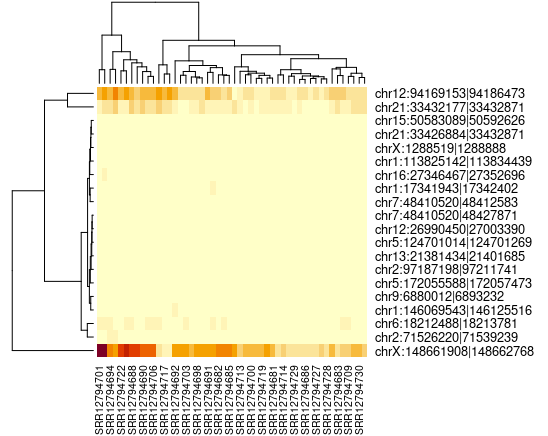 chr12:94169153|94186473
chr21:33432177|33432871
chr15:50583089|50592626
chr21:33426884|33432871
chrX:1288519|1288888
chr1:113825142|113834439
chr16:27346467|27352696
chr1:17341943|17342402
chr7:48410520|48412583
chr7:48410520|48427871
chr12:26990450|27003390
chr5:124701014|124701269
chr13:21381434|21401685
chr2:97187198|97211741
chr5:172055588|172057473
chr9:6880012|6893232
chr1:146069543|146125516
chr6:18212488|18213781
chr2:71526220|71539239
chrX:148661908|148662768
SRR12794701
SRR12794694
SRR12794722
SRR12794688
SRR12794690
SRR12794706
SRR12794717
SRR12794692
SRR12794703
SRR12794698
SRR12794691
SRR12794682
SRR12794685
SRR12794713
SRR12794700
SRR12794719
SRR12794681
SRR12794714
SRR12794729
SRR12794686
SRR12794727
SRR12794728
SRR12794683
SRR12794709
SRR12794730